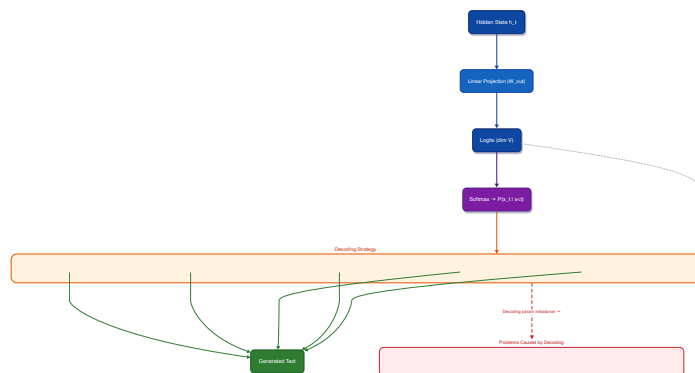 Hidden State h_t
Linear Projection (W_out)
Logits (dim V)
Softmax → P(x_t | x<t)
Decoding Strategy
Decoding param imbalance →
Problems Caused by Decoding
Generated Text